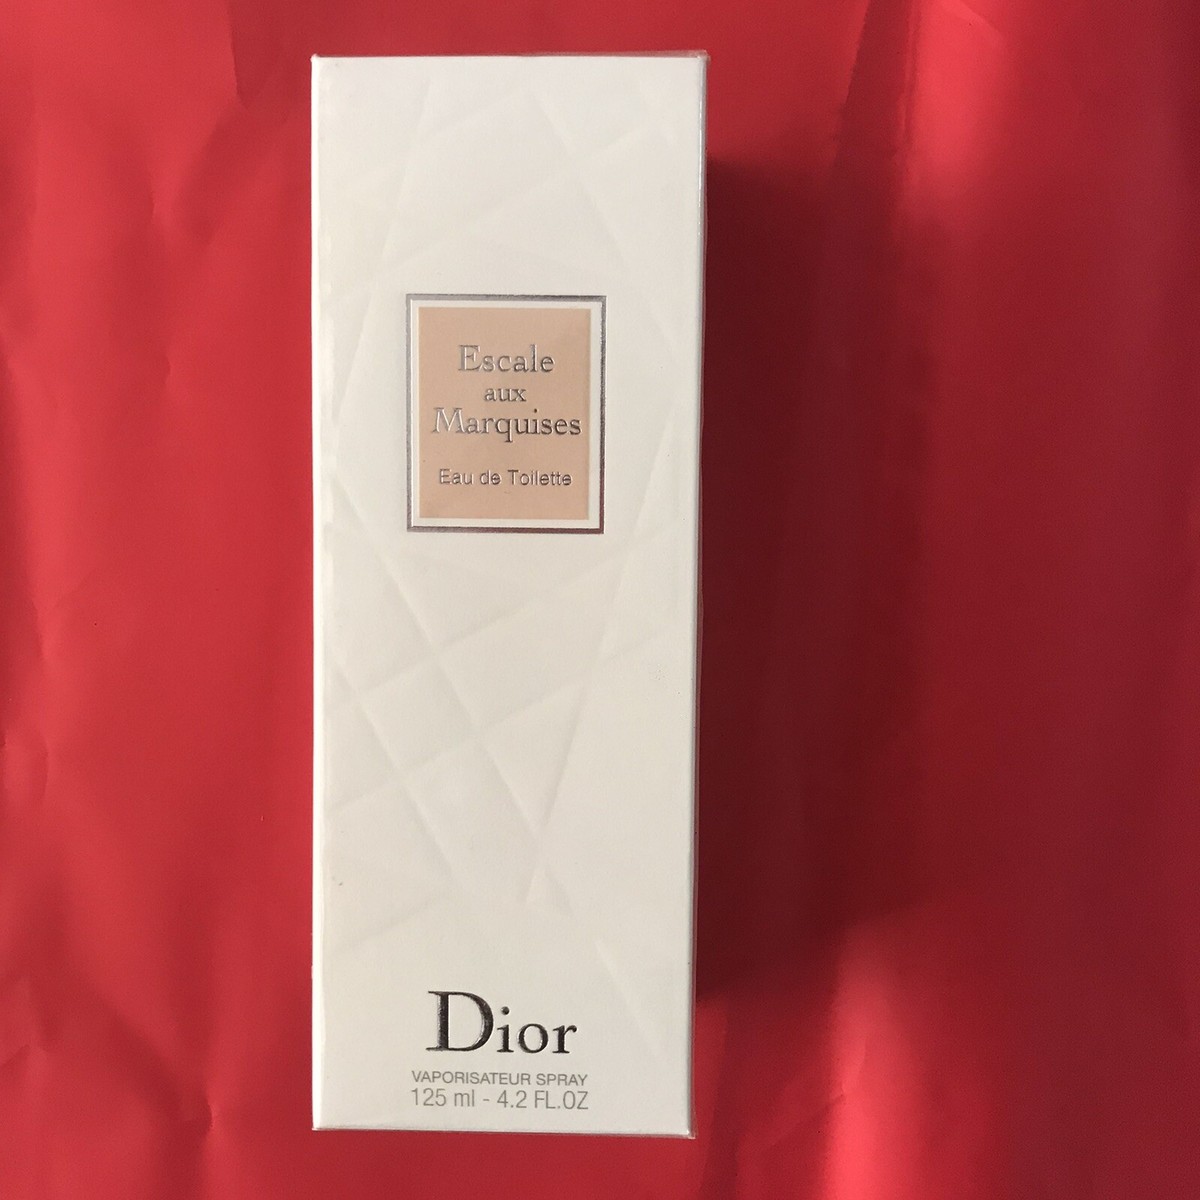 Escale
aux
Marquises
Eau de Toilette
Dior
VAPORISATEUR SPRAY
125 ml - 4.2 FL.OZ